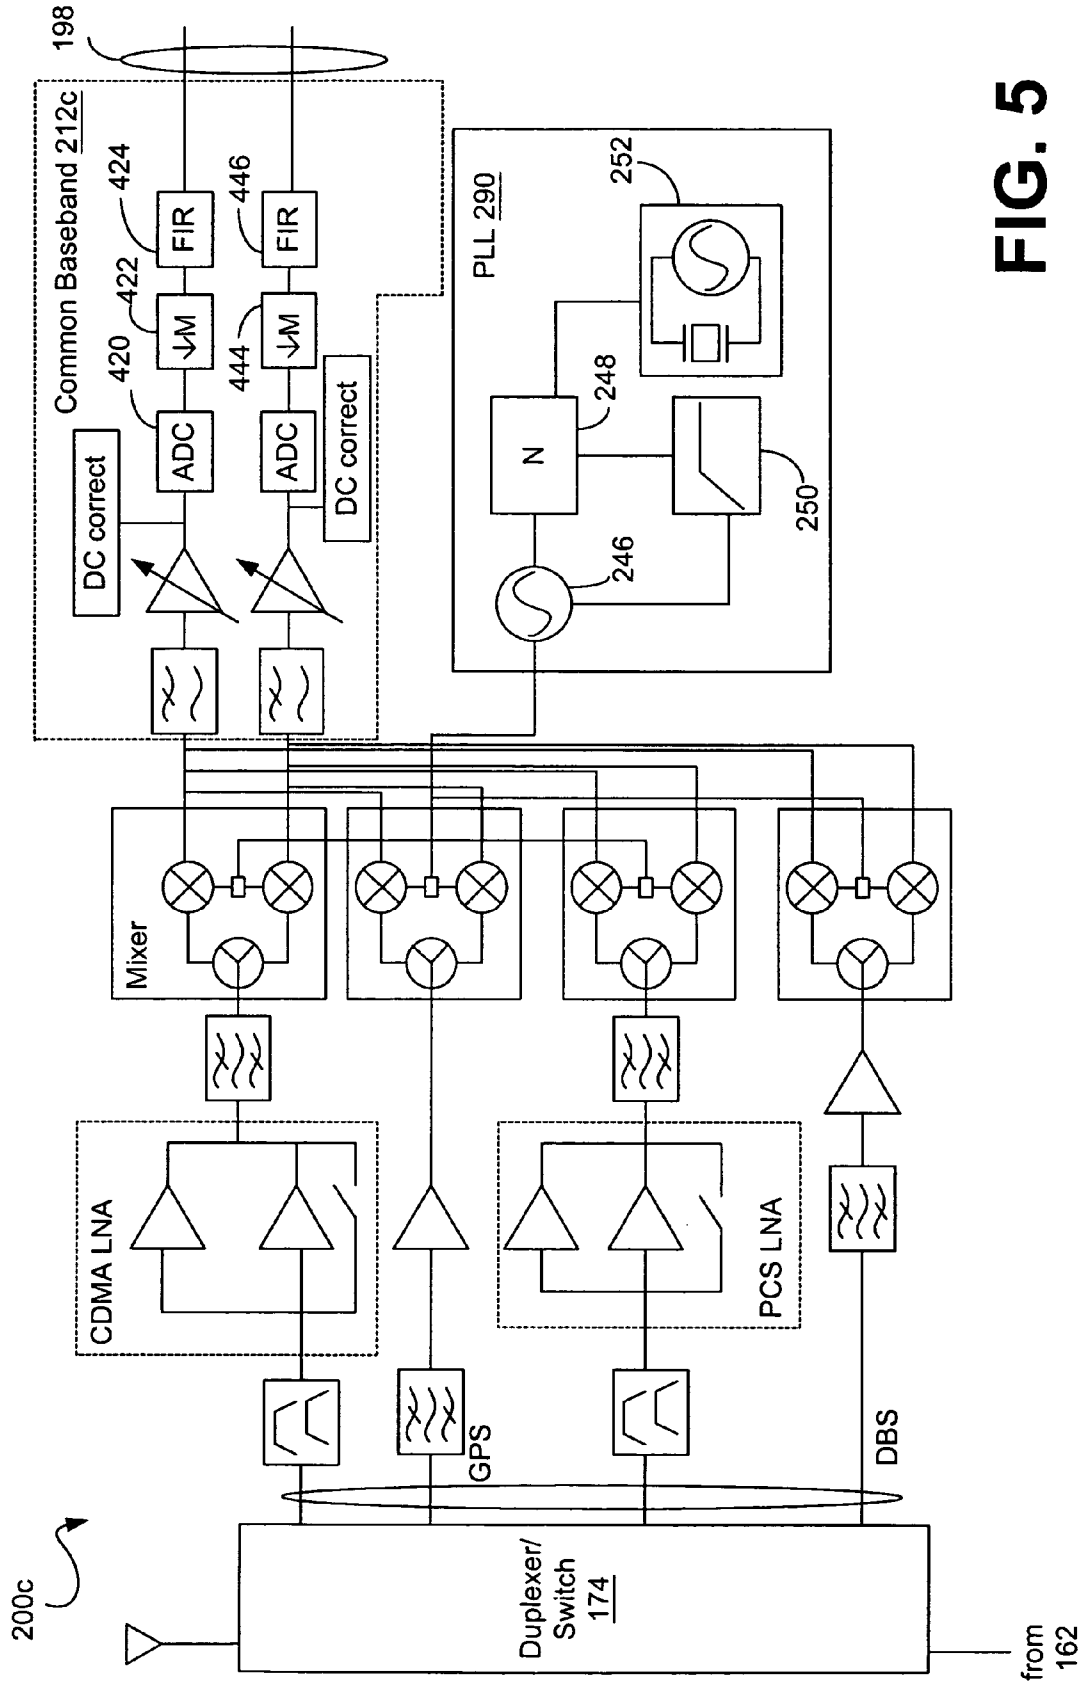 200c
Duplexer/
Switch
174
from
162
GPS
DBS
CDMA LNA
PCS LNA
Mixer
Common Baseband 212c
DC correct
420
422
424
ADC
↓M
FIR
444
446
ADC
↓M
FIR
DC correct
198
PLL 290
N
246
248
250
252
FIG. 5